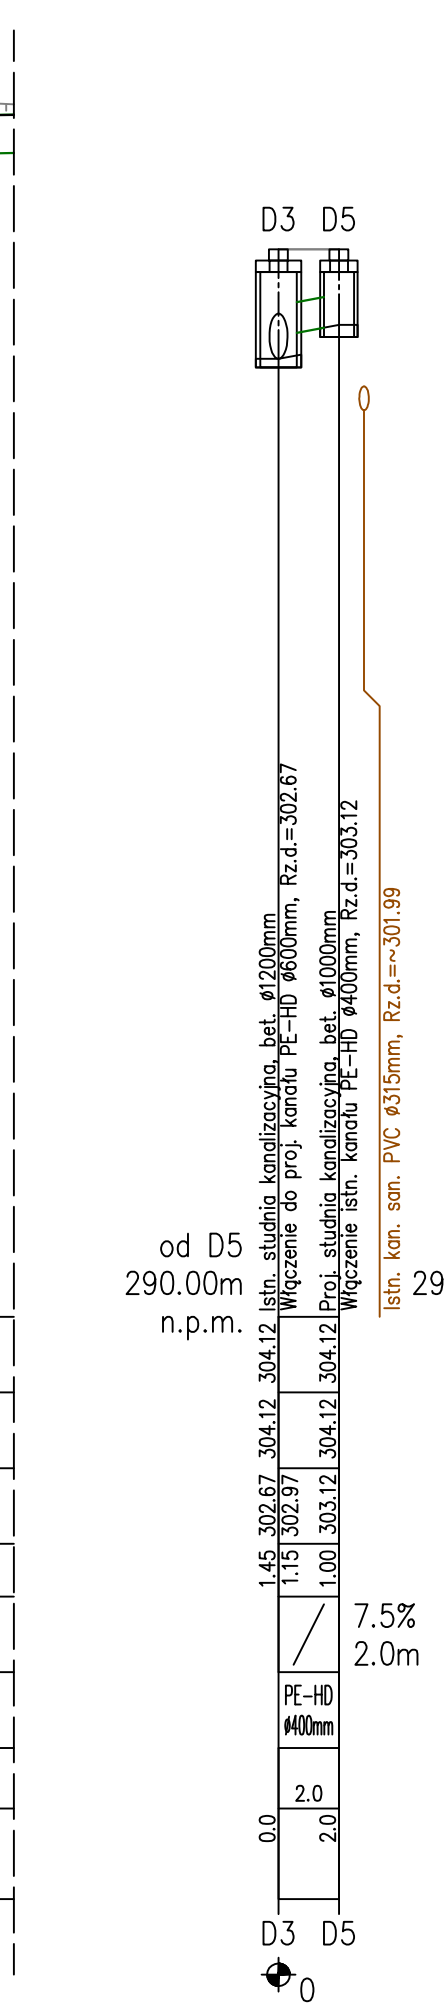 D3 D5
Istn. studnia kanalizacyjna, bet. ø1200mm
Włączenie do proj. kanału PE-HD ø600mm, Rz.d.=302.67
Proj. studnia kanalizacyjna, bet. ø1000mm
Włączenie istn. kanału PE-HD ø400mm, Rz.d.=303.12
Istn. kan. san. PVC ø315mm, Rz.d.=~301.99
od D5
290.00m
n.p.m.
29
304.12 304.12
304.12 304.12
302.67 302.97 303.12
1.45 1.15 1.00
7.5%
2.0m
PE-HD
ø400mm
2.0
0.0 2.0
D3 D5
0